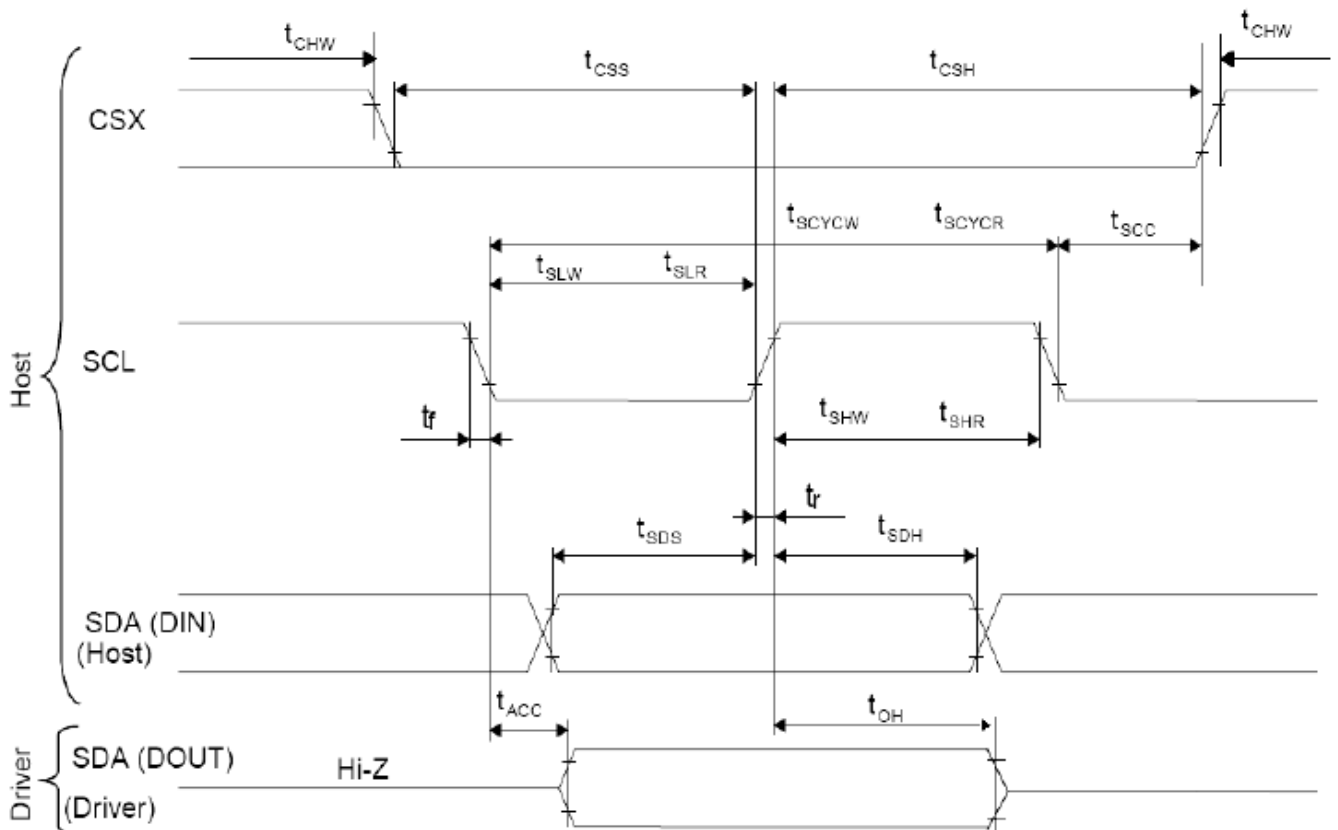 tCHW
tCHW
tCSS
tCSH
CSX
tSCYCW tSCYCR
tSCC
tSLW tSLR
Host
SCL
tf
tSHW tSHR
tr
tSDS
tSDH
SDA (DIN)
(Host)
tACC
tOH
Driver
SDA (DOUT)
Hi-Z
(Driver)